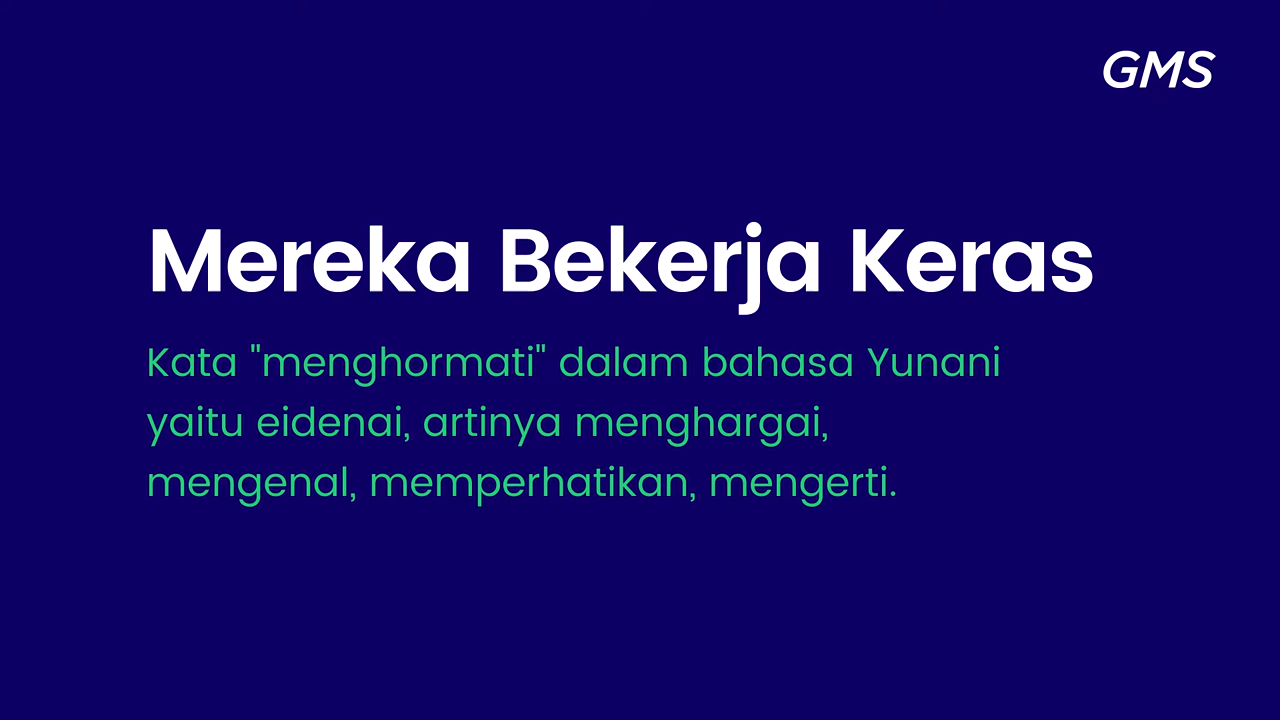 GMS
Mereka Bekerja Keras
Kata "menghormati" dalam bahasa Yunani
yaitu eidenai, artinya menghargai,
mengenal, memperhatikan, mengerti.